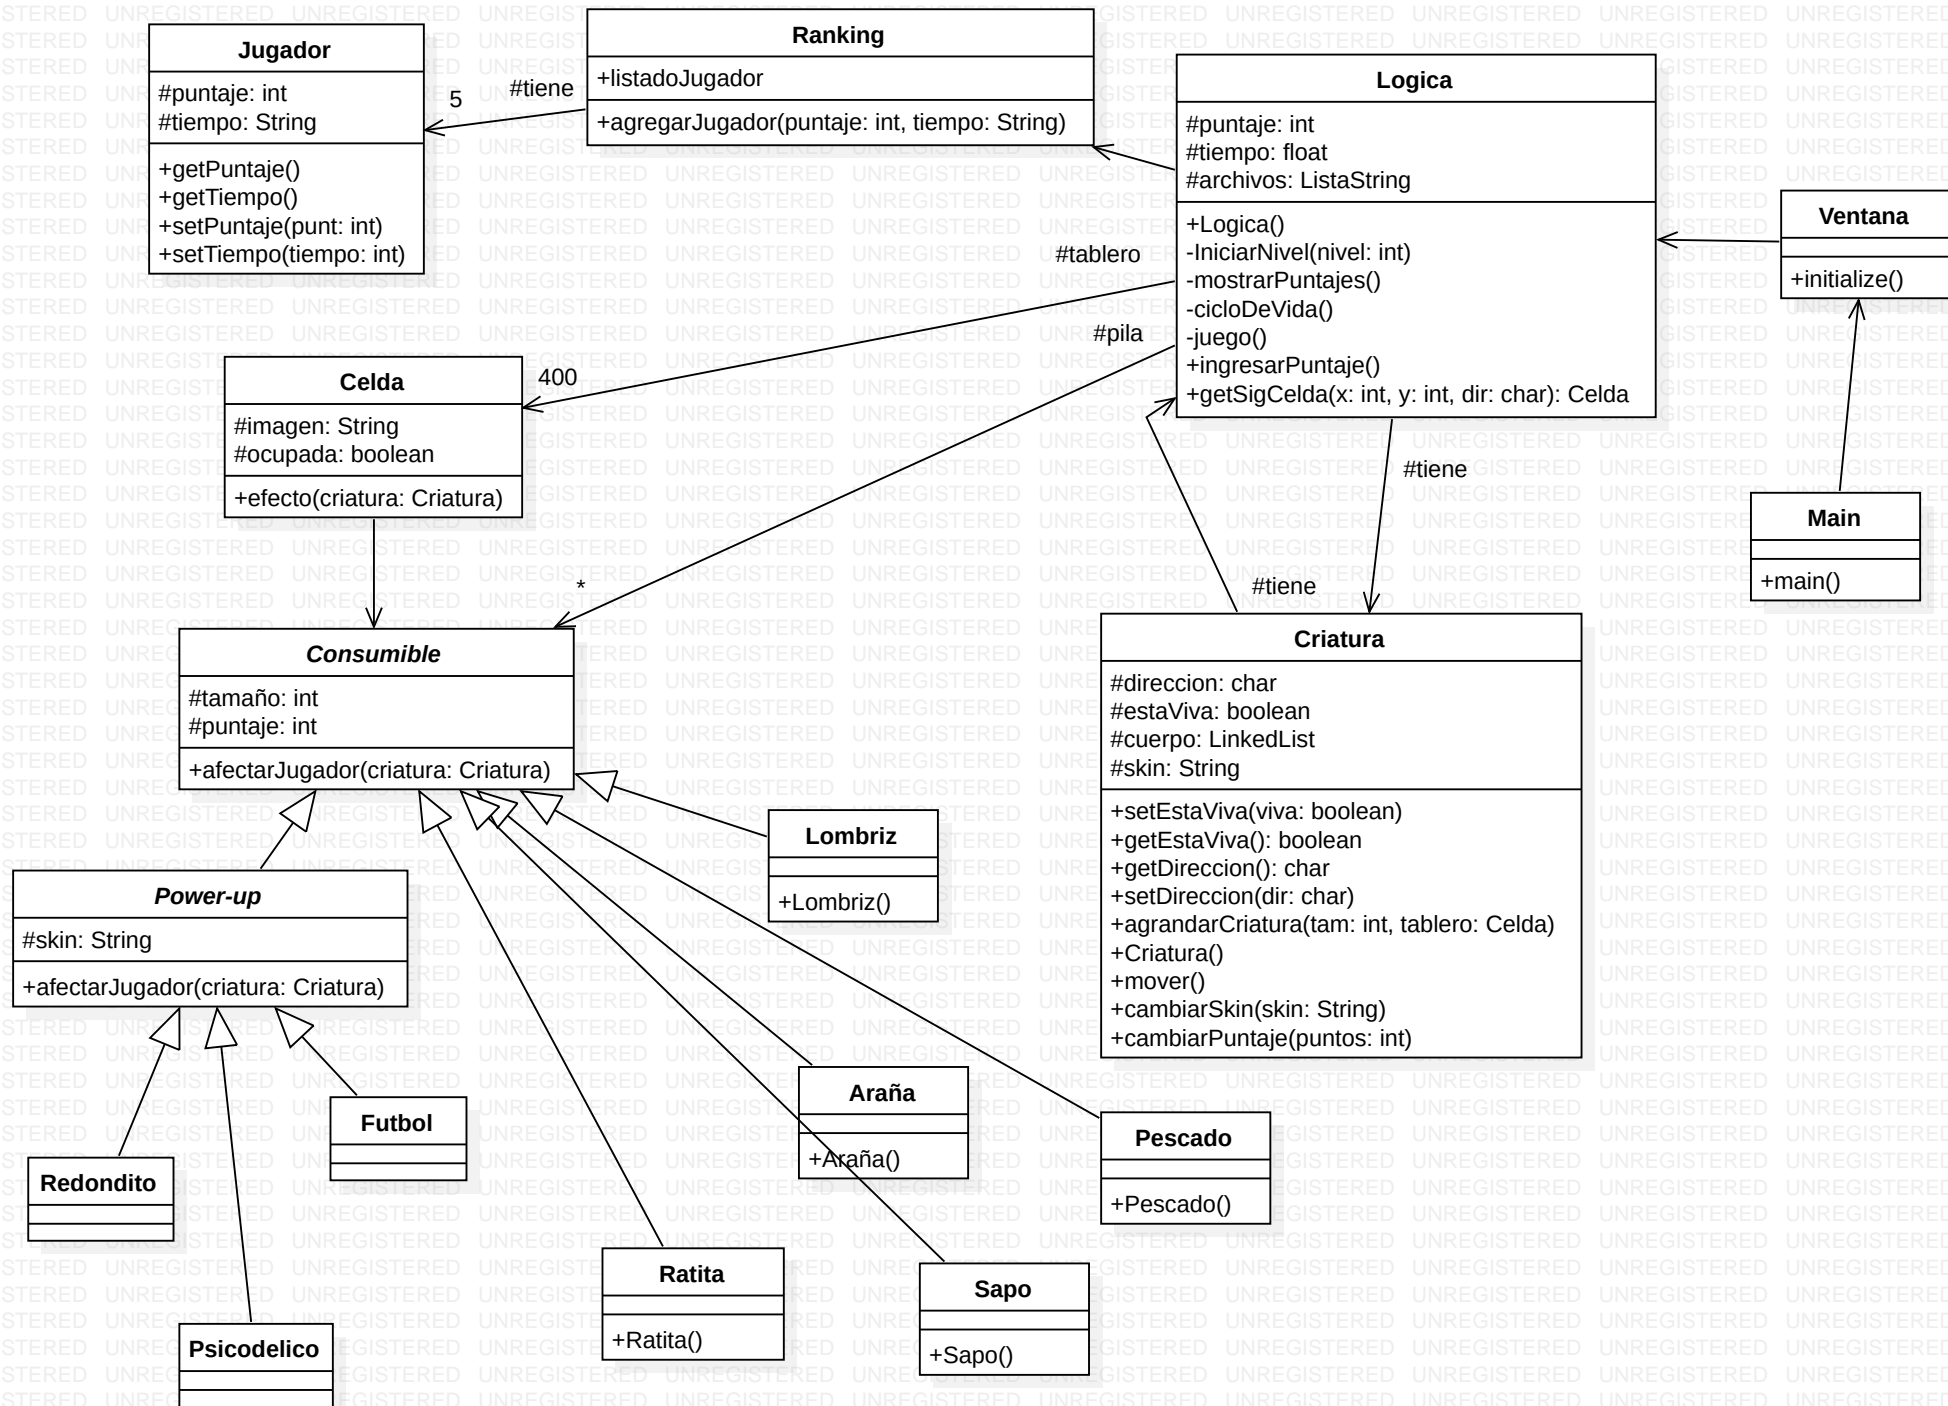 Jugador
#puntaje: int
#tiempo: String
+getPuntaje()
+getTiempo()
+setPuntaje(punt: int)
+setTiempo(tiempo: int)
5
#tiene
Ranking
+listadoJugador
+agregarJugador(puntaje: int, tiempo: String)
Logica
#puntaje: int
#tiempo: float
#archivos: ListaString
+Logica()
-IniciarNivel(nivel: int)
-mostrarPuntajes()
-cicloDeVida()
-juego()
+ingresarPuntaje()
+getSigCelda(x: int, y: int, dir: char): Celda
Ventana
+initialize()
Main
+main()
#tablero
400
#pila
*
Celda
#imagen: String
#ocupada: boolean
+efecto(criatura: Criatura)
#tiene
#tiene
Criatura
#direccion: char
#estaViva: boolean
#cuerpo: LinkedList
#skin: String
+setEstaViva(viva: boolean)
+getEstaViva(): boolean
+getDireccion(): char
+setDireccion(dir: char)
+agrandarCriatura(tam: int, tablero: Celda)
+Criatura()
+mover()
+cambiarSkin(skin: String)
+cambiarPuntaje(puntos: int)
Consumible
#tamaño: int
#puntaje: int
+afectarJugador(criatura: Criatura)
Lombriz
+Lombriz()
Power-up
#skin: String
+afectarJugador(criatura: Criatura)
Araña
+Araña()
Futbol
Pescado
+Pescado()
Redondito
Ratita
+Ratita()
Sapo
+Sapo()
Psicodelico
UNREGISTERED